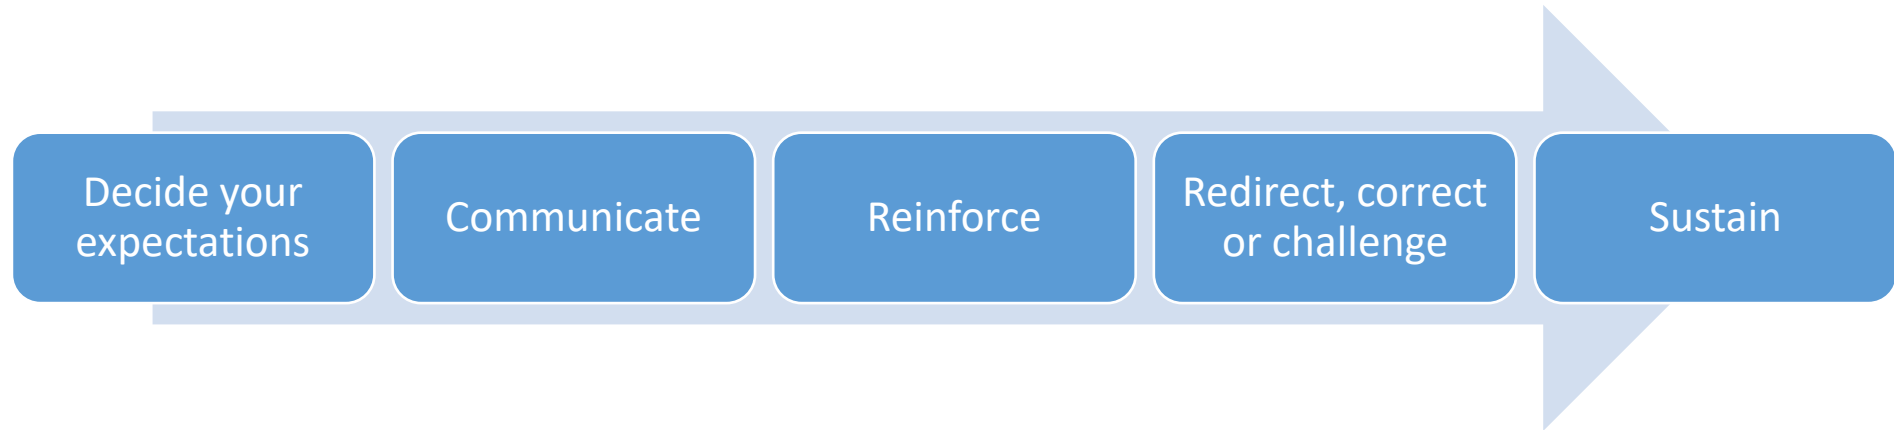 Decide your
expectations
Communicate
Reinforce
Redirect, correct
or challenge
Sustain